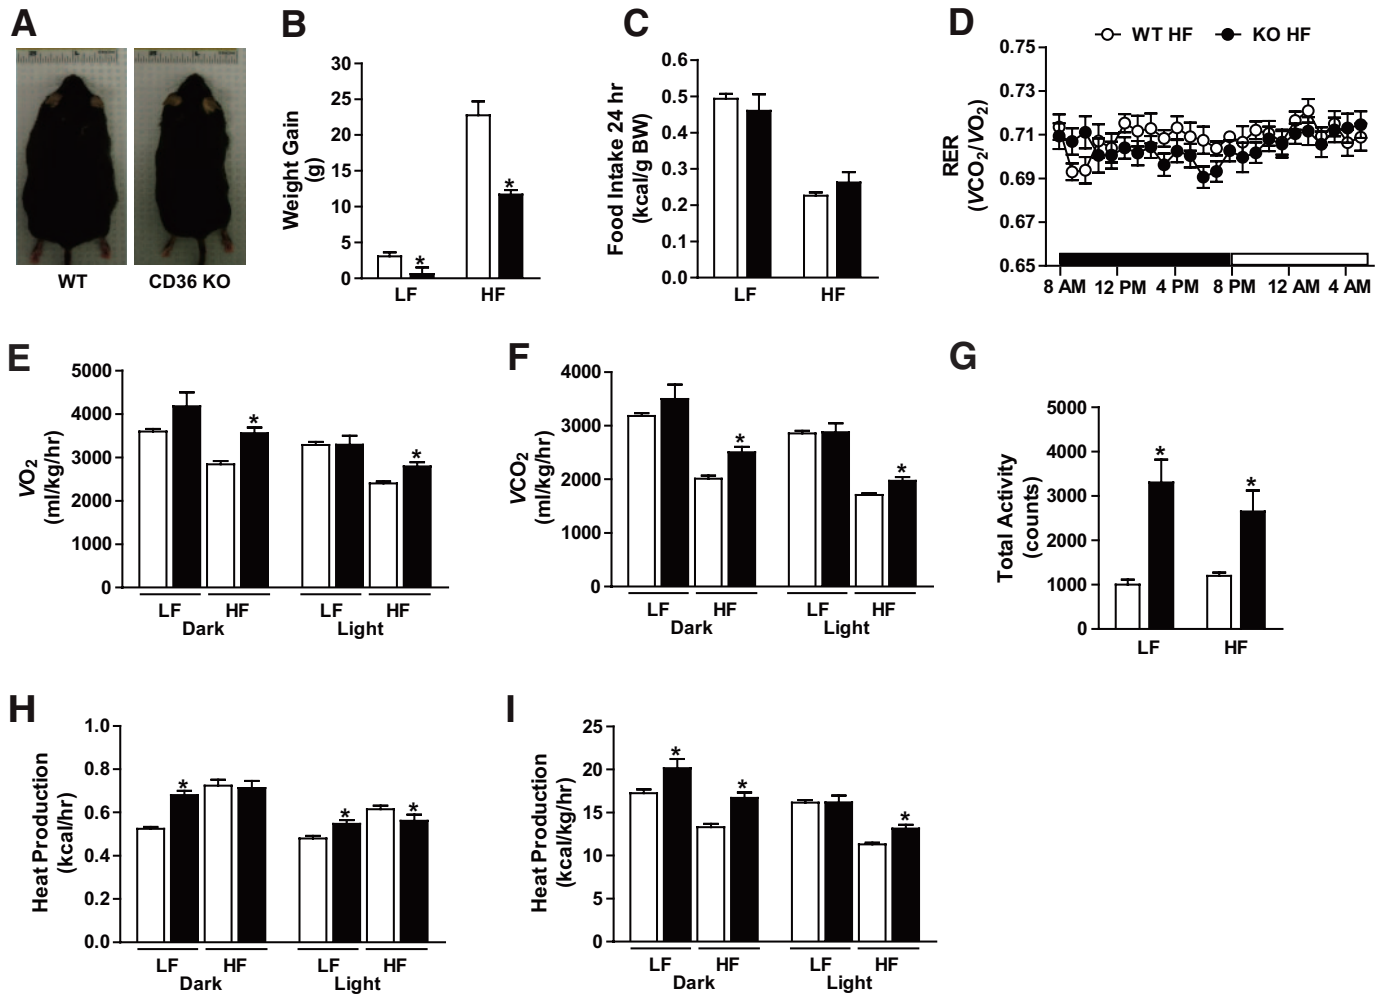 A
WT
CD36 KO
B
Weight Gain
(g)
30
25
20
15
10
5
0
*
*
LF
HF
C
Food Intake 24 hr
(kcal/g BW)
0.6
0.5
0.4
0.3
0.2
0.1
0.0
LF
HF
D
WT HF
KO HF
RER
(VCO2/VO2)
0.75
0.73
0.71
0.69
0.67
0.65
8 AM 12 PM 4 PM 8 PM 12 AM 4 AM
E
VO2
(ml/kg/hr)
5000
4000
3000
2000
1000
0
*
*
LF HF LF HF
Dark Light
F
VCO2
(ml/kg/hr)
4000
3000
2000
1000
0
*
*
LF HF LF HF
Dark Light
G
Total Activity
(counts)
5000
4000
3000
2000
1000
0
*
*
LF HF
H
Heat Production
(kcal/hr)
1.0
0.8
0.6
0.4
0.2
0.0
*
*
*
LF HF LF HF
Dark Light
I
Heat Production
(kcal/kg/hr)
25
20
15
10
5
0
*
*
*
LF HF LF HF
Dark Light